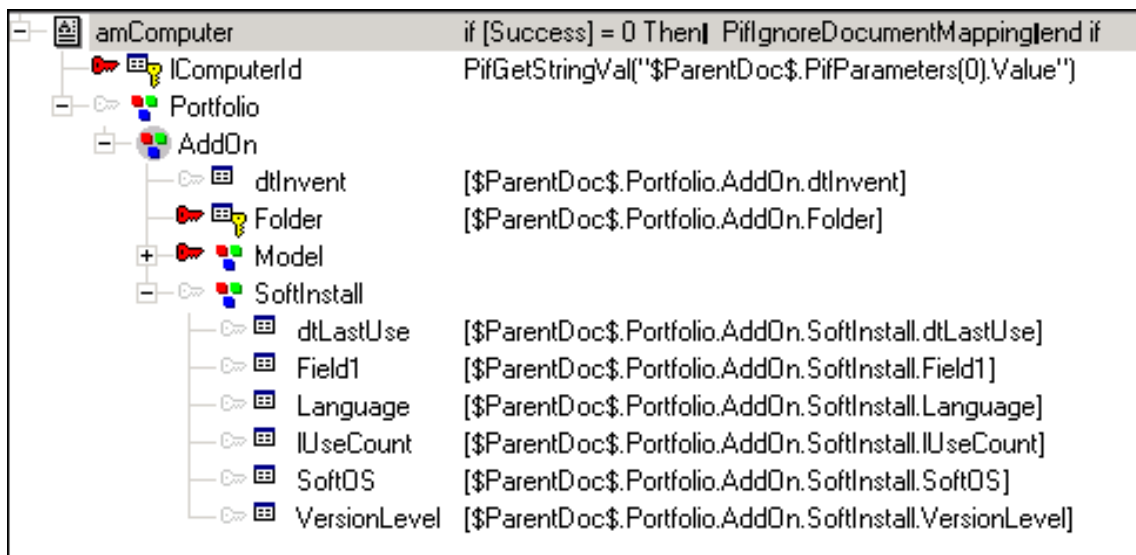 amComputer if [Success] = 0 Then| PifIgnoreDocumentMapping|end if
lComputerId PifGetStringVal("$ParentDoc$.PifParameters(0).Value")
Portfolio
AddOn
dtInvent [$ParentDoc$.Portfolio.AddOn.dtInvent]
Folder [$ParentDoc$.Portfolio.AddOn.Folder]
Model
SoftInstall
dtLastUse [$ParentDoc$.Portfolio.AddOn.SoftInstall.dtLastUse]
Field1 [$ParentDoc$.Portfolio.AddOn.SoftInstall.Field1]
Language [$ParentDoc$.Portfolio.AddOn.SoftInstall.Language]
lUseCount [$ParentDoc$.Portfolio.AddOn.SoftInstall.lUseCount]
SoftOS [$ParentDoc$.Portfolio.AddOn.SoftInstall.SoftOS]
VersionLevel [$ParentDoc$.Portfolio.AddOn.SoftInstall.VersionLevel]